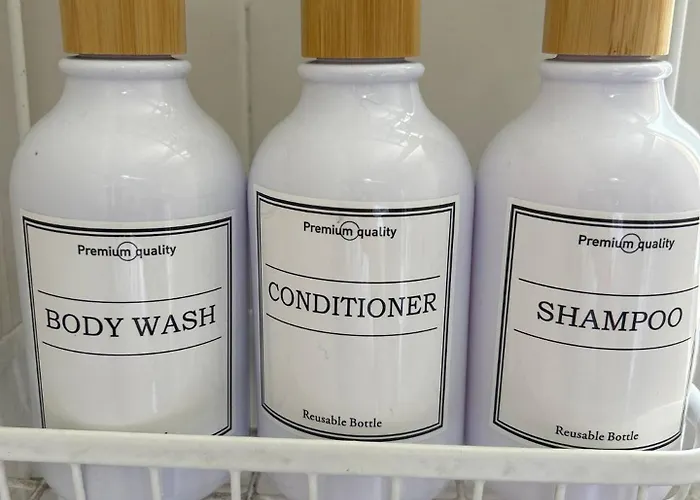 Premium quality
BODY WASH
Premium quality
CONDITIONER
Reusable Bottle
Premium quality
SHAMPOO
Reusable Bottle